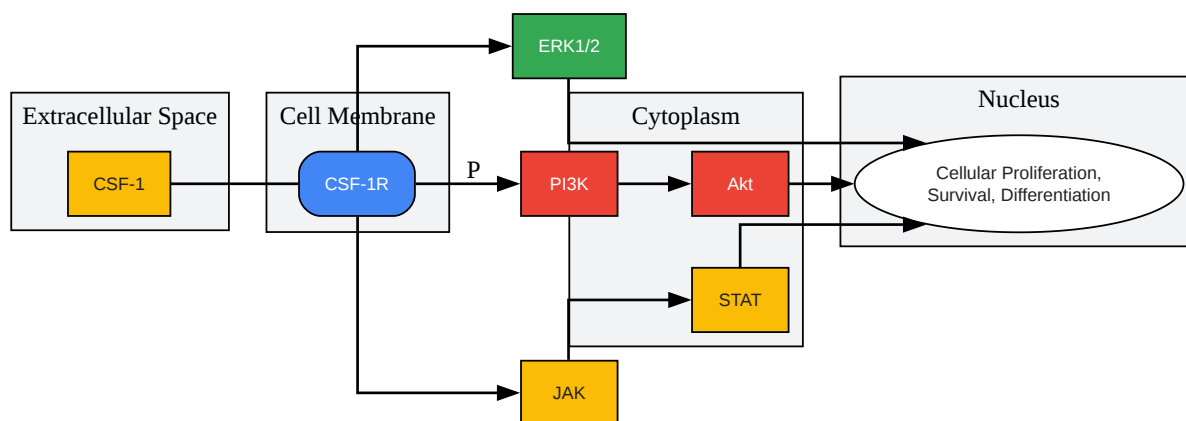 ERK1/2
Extracellular Space
Cell Membrane
Cytoplasm
Nucleus
CSF-1
CSF-1R
P
PI3K
Akt
Cellular Proliferation,
Survival, Differentiation
STAT
JAK